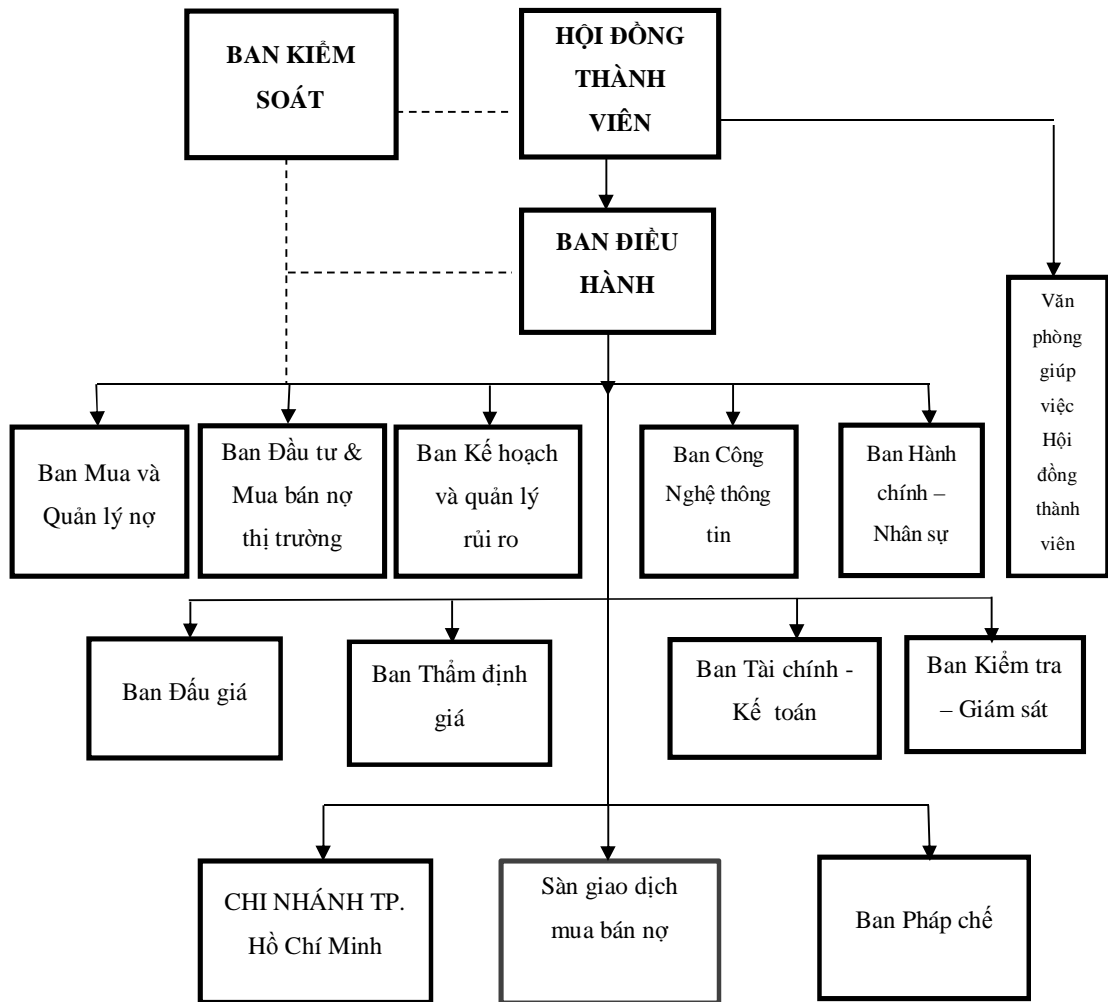 BAN KIỂM
SOÁT
HỘI ĐỒNG
THÀNH
VIÊN
BAN ĐIỀU
HÀNH
Văn
phòng
giúp
việc
Hội
đồng
thành
viên
Ban Mua và
Quản lý nợ
Ban Đầu tư &
Mua bán nợ
thị trường
Ban Kế hoạch
và quản lý
rủi ro
Ban Công
Nghệ thông
tin
Ban Hành
chính –
Nhân sự
Ban Đấu giá
Ban Thẩm định
giá
Ban Tài chính -
Kế toán
Ban Kiểm tra
– Giám sát
CHI NHÁNH TP.
Hồ Chí Minh
Sàn giao dịch
mua bán nợ
Ban Pháp chế